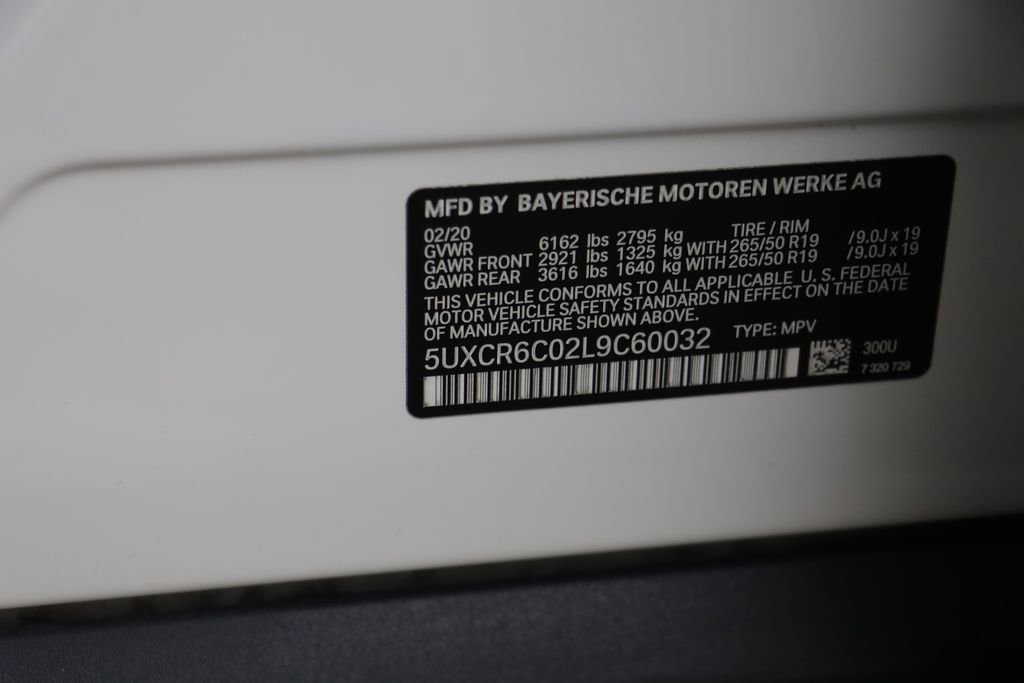 MFD BY BAYERISCHE MOTOREN WERKE AG
02/20 TIRE / RIM
GVWR 6162 lbs 2795 kg
GAWR FRONT 2921 lbs 1325 kg WITH 265/50 R19 /9.0J x 19
GAWR REAR 3616 lbs 1640 kg WITH 265/50 R19 /9.0J x 19
THIS VEHICLE CONFORMS TO ALL APPLICABLE U. S. FEDERAL
MOTOR VEHICLE SAFETY STANDARDS IN EFFECT ON THE DATE
OF MANUFACTURE SHOWN ABOVE.
5UXCR6C02L9C60032 TYPE: MPV
300U
7 320 729